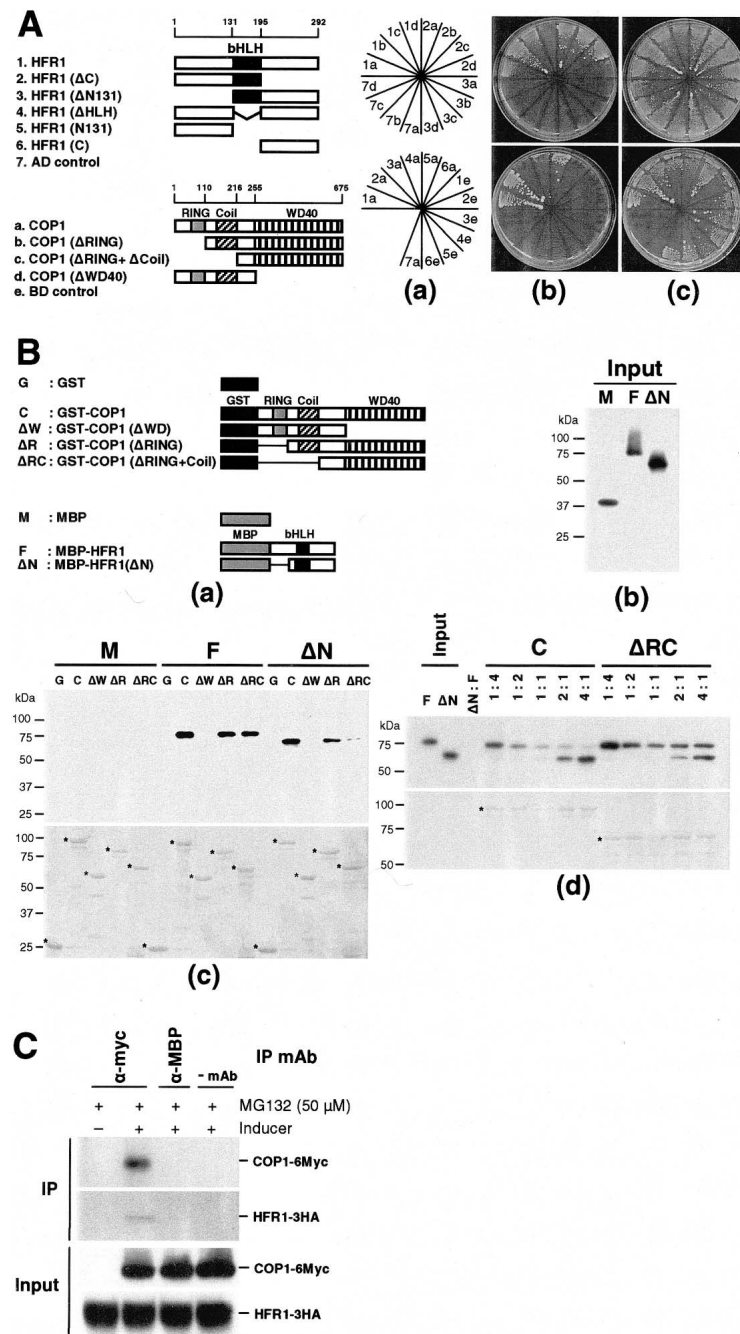 A
1 131 195 292
bHLH
1. HFR1
2. HFR1 (ΔC)
3. HFR1 (ΔN131)
4. HFR1 (ΔHLH)
5. HFR1 (N131)
6. HFR1 (C)
7. AD control
1 110 216 255 675
RING Coil WD40
a. COP1
b. COP1 (ΔRING)
c. COP1 (ΔRING+ ΔCoil)
d. COP1 (ΔWD40)
e. BD control
1a 1b 1c 1d 2a 2b 2c 2d 3a 3b 3c 3d 7a 7b 7c 7d
1a 2a 3a 4a 5a 6a 1e 2e 3e 4e 5e 6e 7a
(a) (b) (c)
B
G : GST
GST RING Coil WD40
C : GST-COP1
ΔW : GST-COP1 (ΔWD)
ΔR : GST-COP1 (ΔRING)
ΔRC : GST-COP1 (ΔRING+Coil)
M : MBP
MBP bHLH
F : MBP-HFR1
ΔN : MBP-HFR1(ΔN)
(a)
Input
M F ΔN
kDa
100
75
50
37
25
(b)
M F ΔN
G C ΔW ΔR ΔRC G C ΔW ΔR ΔRC G C ΔW ΔR ΔRC
kDa
100
75
50
37
25
* * * * * * * * * * * * * * *
100
75
50
37
25
(c)
Input C ΔRC
F ΔN ΔN:F 1:4 1:2 1:1 2:1 4:1 1:4 1:2 1:1 2:1 4:1
kDa
75
50
* *
100
75
50
(d)
C
α-myc α-MBP - mAb IP mAb
+ + + + MG132 (50 μM)
– + + + Inducer
IP
COP1-6Myc
HFR1-3HA
Input
COP1-6Myc
HFR1-3HA